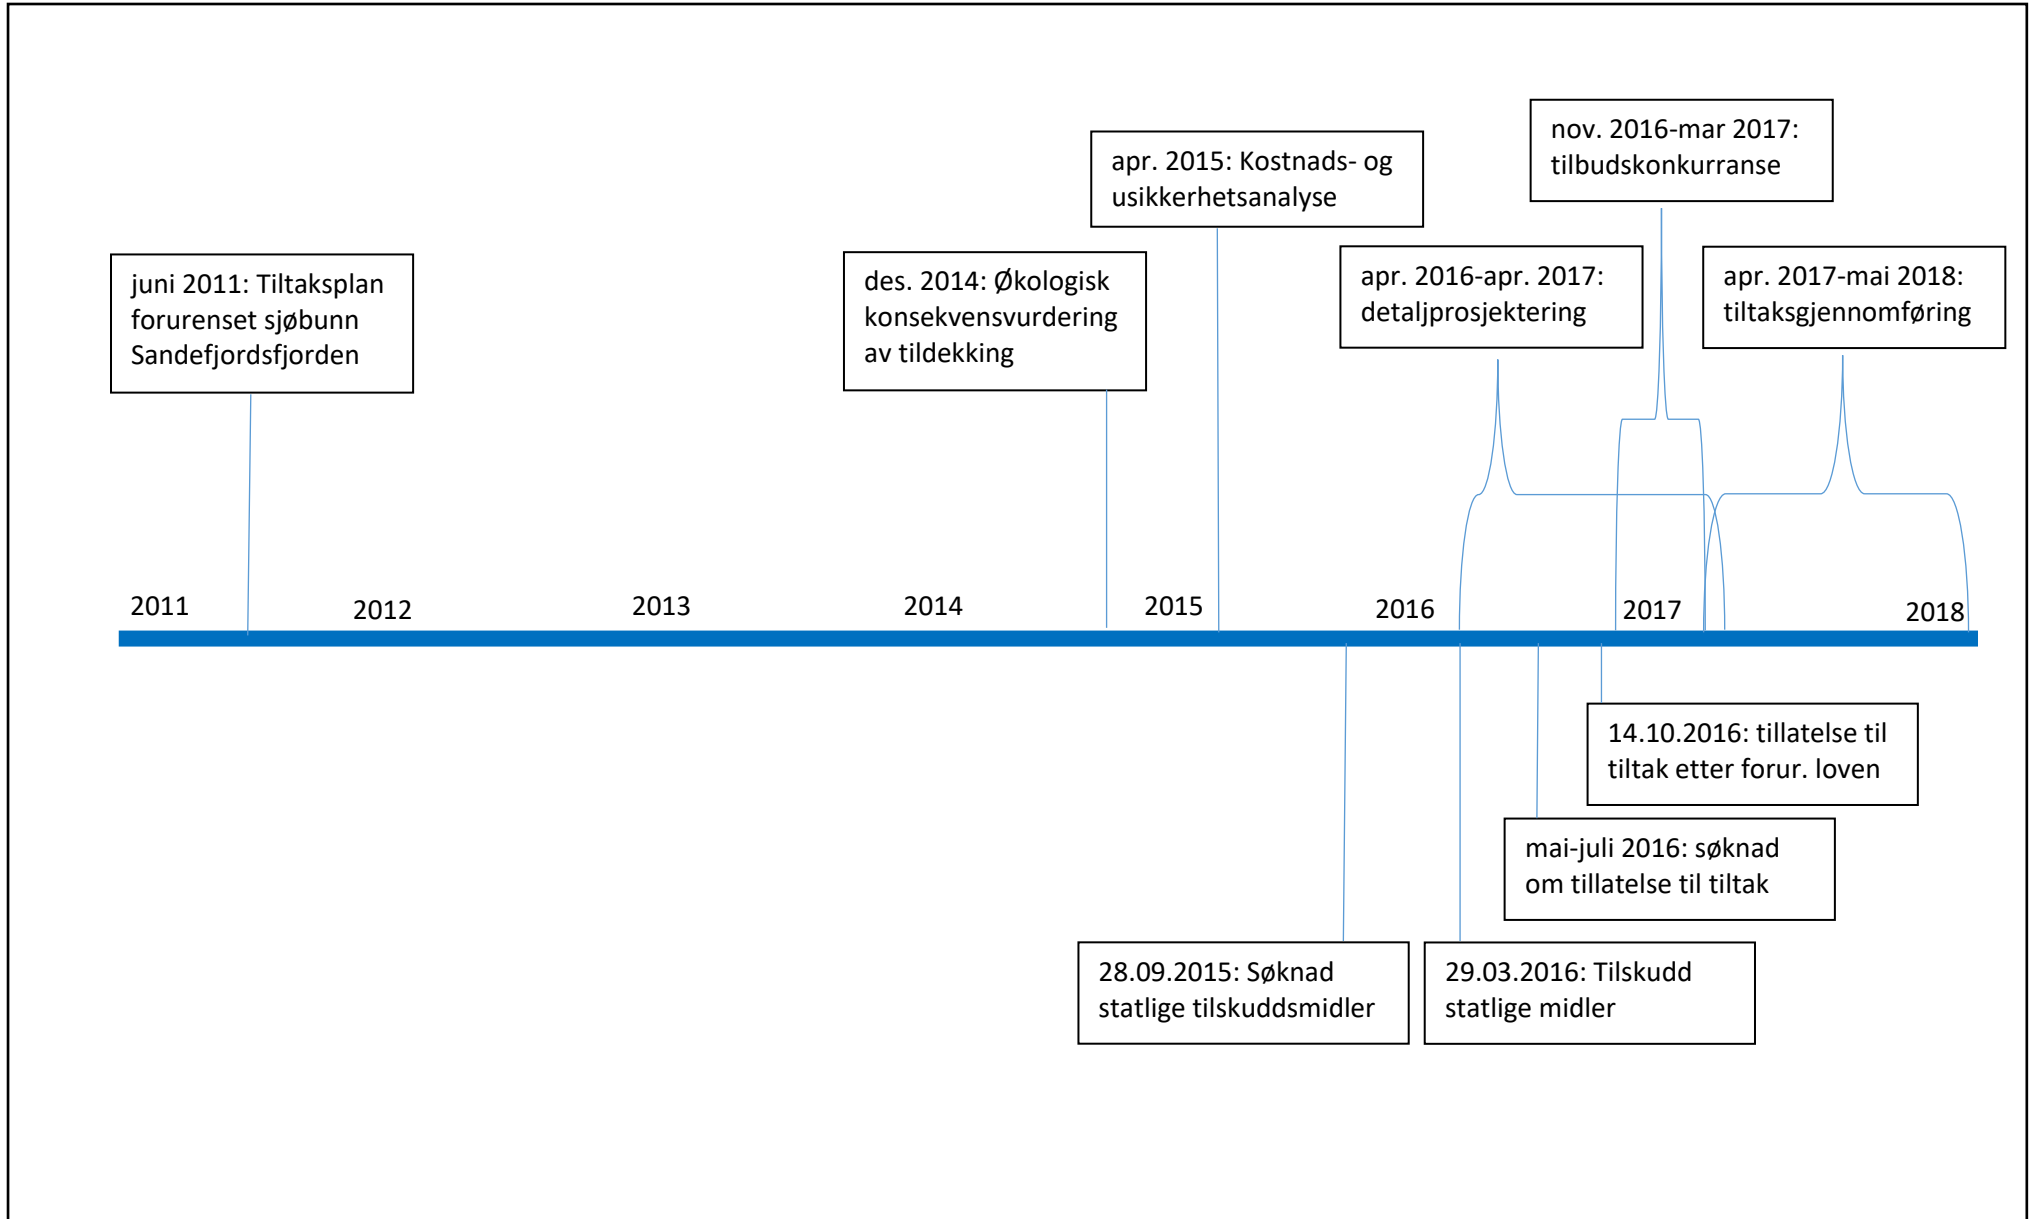 nov. 2016-mar 2017:
tilbudskonkurranse
apr. 2015: Kostnads- og
usikkerhetsanalyse
juni 2011: Tiltaksplan
forurenset sjøbunn
Sandefjordsfjorden
des. 2014: Økologisk
konsekvensvurdering
av tildekking
apr. 2016-apr. 2017:
detaljprosjektering
apr. 2017-mai 2018:
tiltaksgjennomføring
2011
2012
2013
2014
2015
2016
2017
2018
14.10.2016: tillatelse til
tiltak etter forur. loven
mai-juli 2016: søknad
om tillatelse til tiltak
28.09.2015: Søknad
statlige tilskuddsmidler
29.03.2016: Tilskudd
statlige midler